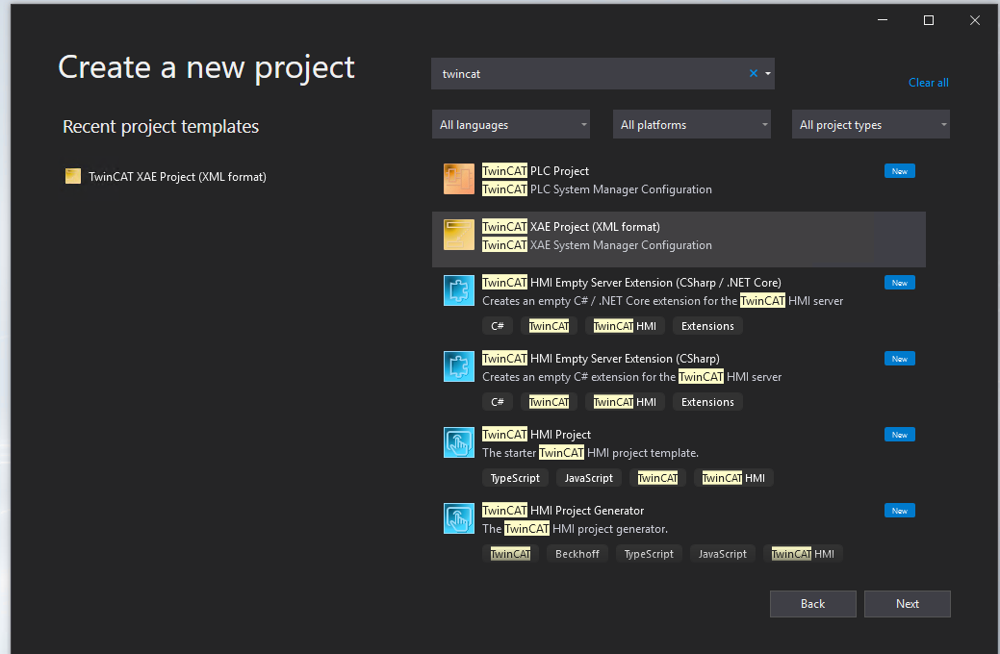 Create a new project
Recent project templates
TwinCAT XAE Project (XML format)
twincat
Clear all
All languages
All platforms
All project types
TwinCAT PLC Project
New
TwinCAT PLC System Manager Configuration
TwinCAT XAE Project (XML format)
TwinCAT XAE System Manager Configuration
TwinCAT HMI Empty Server Extension (CSharp / .NET Core)
New
Creates an empty C# / .NET Core extension for the TwinCAT HMI server
C# TwinCAT TwinCAT HMI Extensions
TwinCAT HMI Empty Server Extension (CSharp)
New
Creates an empty C# extension for the TwinCAT HMI server
C# TwinCAT TwinCAT HMI Extensions
TwinCAT HMI Project
New
The starter TwinCAT HMI project template.
TypeScript JavaScript TwinCAT TwinCAT HMI
TwinCAT HMI Project Generator
New
The TwinCAT HMI project generator.
TwinCAT Beckhoff TypeScript JavaScript TwinCAT HMI
Back
Next